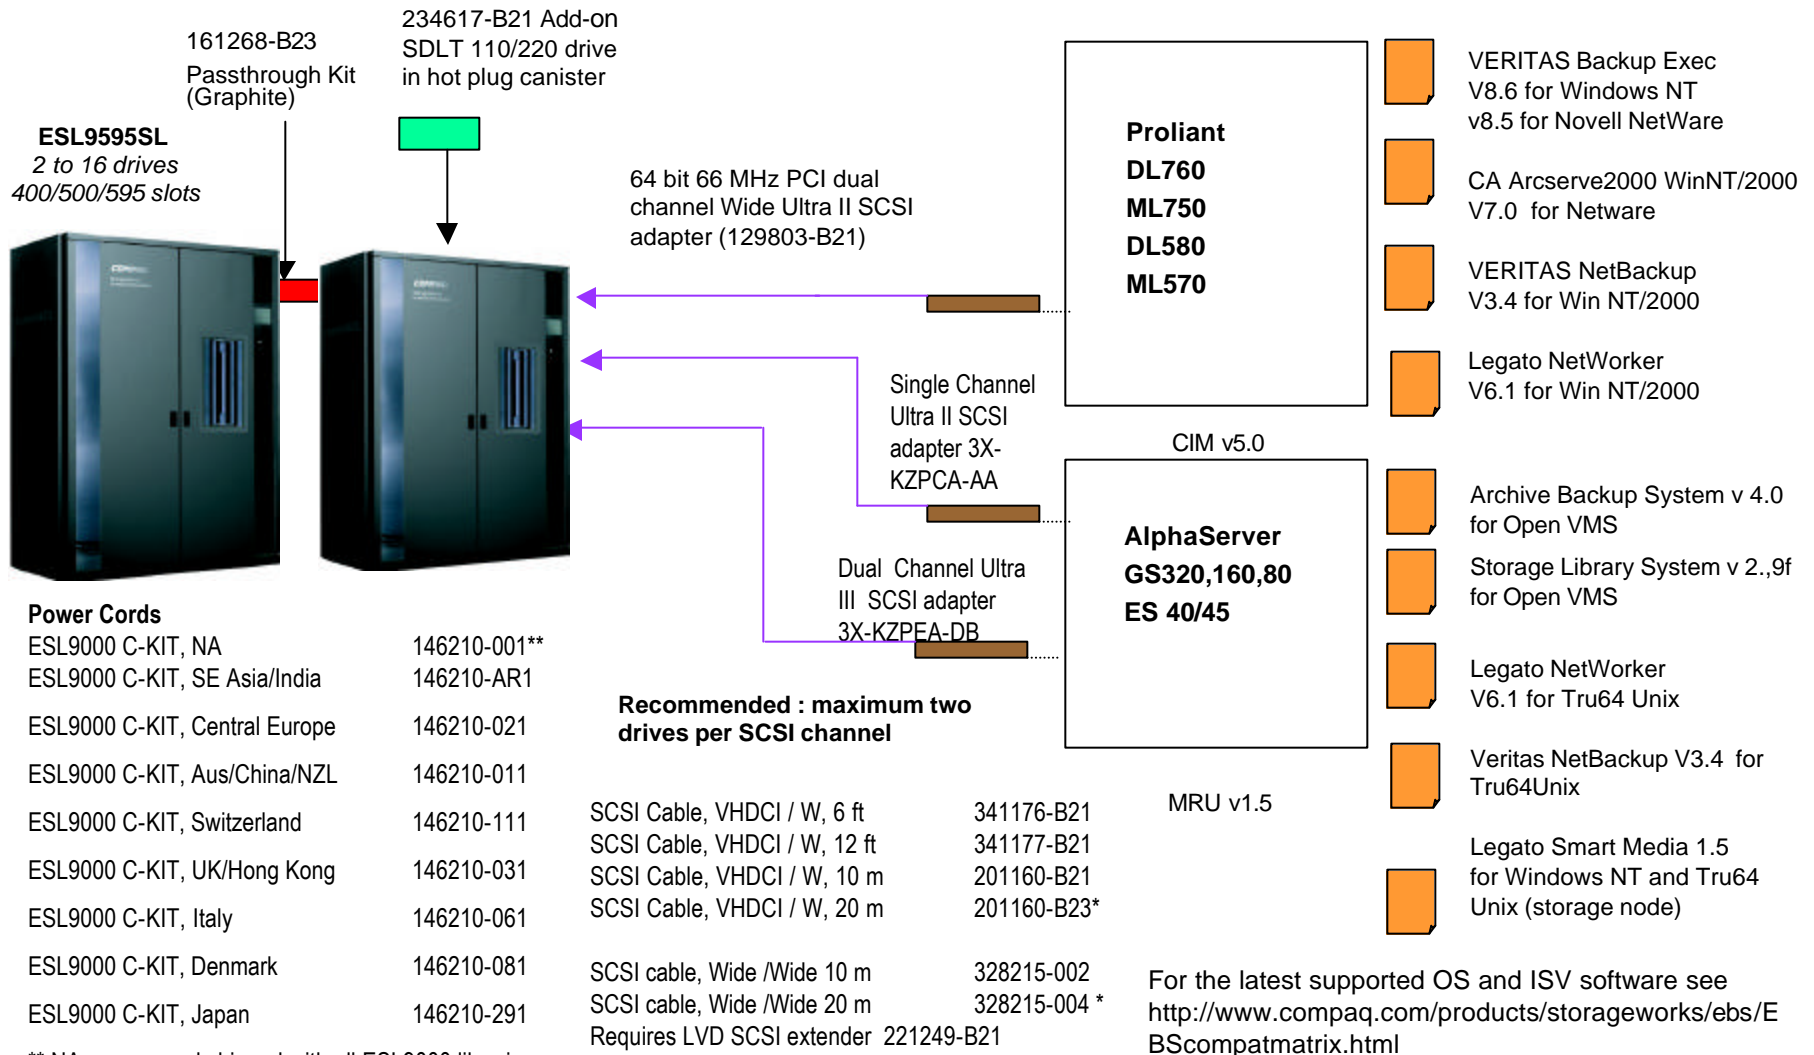 161268-B23
Passthrough Kit
(Graphite)
234617-B21 Add-on
SDLT 110/220 drive
in hot plug canister
ESL9595SL
2 to 16 drives
400/500/595 slots
64 bit 66 MHz PCI dual
channel Wide Ultra II SCSI
adapter (129803-B21)
Proliant
DL760
ML750
DL580
ML570
CIM v5.0
Single Channel
Ultra II SCSI
adapter 3X-
KZPCA-AA
Dual Channel Ultra
III SCSI adapter
3X-KZPEA-DB
AlphaServer
GS320,160,80
ES 40/45
MRU v1.5
VERITAS Backup Exec
V8.6 for Windows NT
v8.5 for Novell NetWare
CA Arcserve2000 WinNT/2000
V7.0 for Netware
VERITAS NetBackup
V3.4 for Win NT/2000
Legato NetWorker
V6.1 for Win NT/2000
Archive Backup System v 4.0
for Open VMS
Storage Library System v 2.,9f
for Open VMS
Legato NetWorker
V6.1 for Tru64 Unix
Veritas NetBackup V3.4 for
Tru64Unix
Legato Smart Media 1.5
for Windows NT and Tru64
Unix (storage node)
Power Cords
ESL9000 C-KIT, NA 146210-001**
ESL9000 C-KIT, SE Asia/India 146210-AR1
ESL9000 C-KIT, Central Europe 146210-021
ESL9000 C-KIT, Aus/China/NZL 146210-011
ESL9000 C-KIT, Switzerland 146210-111
ESL9000 C-KIT, UK/Hong Kong 146210-031
ESL9000 C-KIT, Italy 146210-061
ESL9000 C-KIT, Denmark 146210-081
ESL9000 C-KIT, Japan 146210-291
Recommended : maximum two
drives per SCSI channel
SCSI Cable, VHDCI / W, 6 ft 341176-B21
SCSI Cable, VHDCI / W, 12 ft 341177-B21
SCSI Cable, VHDCI / W, 10 m 201160-B21
SCSI Cable, VHDCI / W, 20 m 201160-B23*
SCSI cable, Wide /Wide 10 m 328215-002
SCSI cable, Wide /Wide 20 m 328215-004 *
Requires LVD SCSI extender 221249-B21
For the latest supported OS and ISV software see
http://www.compaq.com/products/storageworks/ebs/E
BScompatmatrix.html